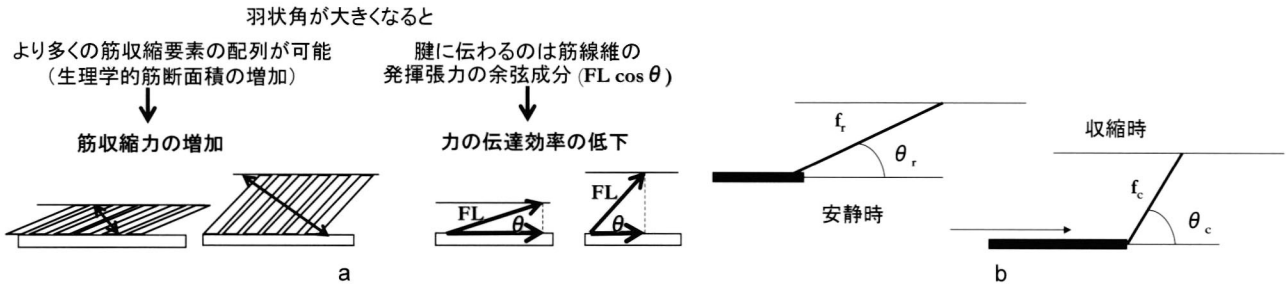 羽状角が大きくなると
より多くの筋収縮要素の配列が可能
（生理学的筋断面積の増加）
筋収縮力の増加
腱に伝わるのは筋線維の
発揮張力の余弦成分 (FL cos θ)
力の伝達効率の低下
FL
θ
FL
θ
a
fr
θr
安静時
収縮時
fc
θc
b